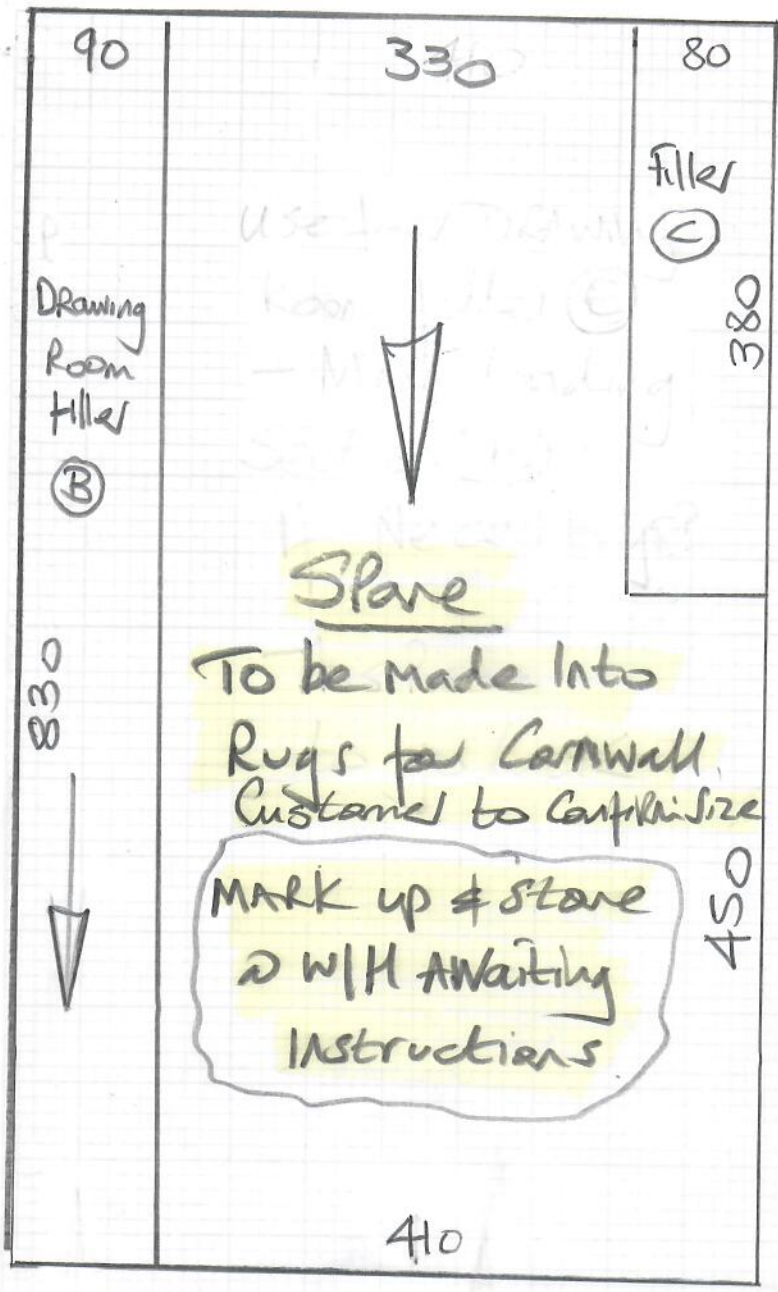 90
330
80
Filler
C
380
Drawing
Room
Filler
B
830
Spare
To be Made Into
Rugs for Cornwall.
Customer to Confirm Size
MARK up & Store
@ W/H AWaiting
Instructions
450
410